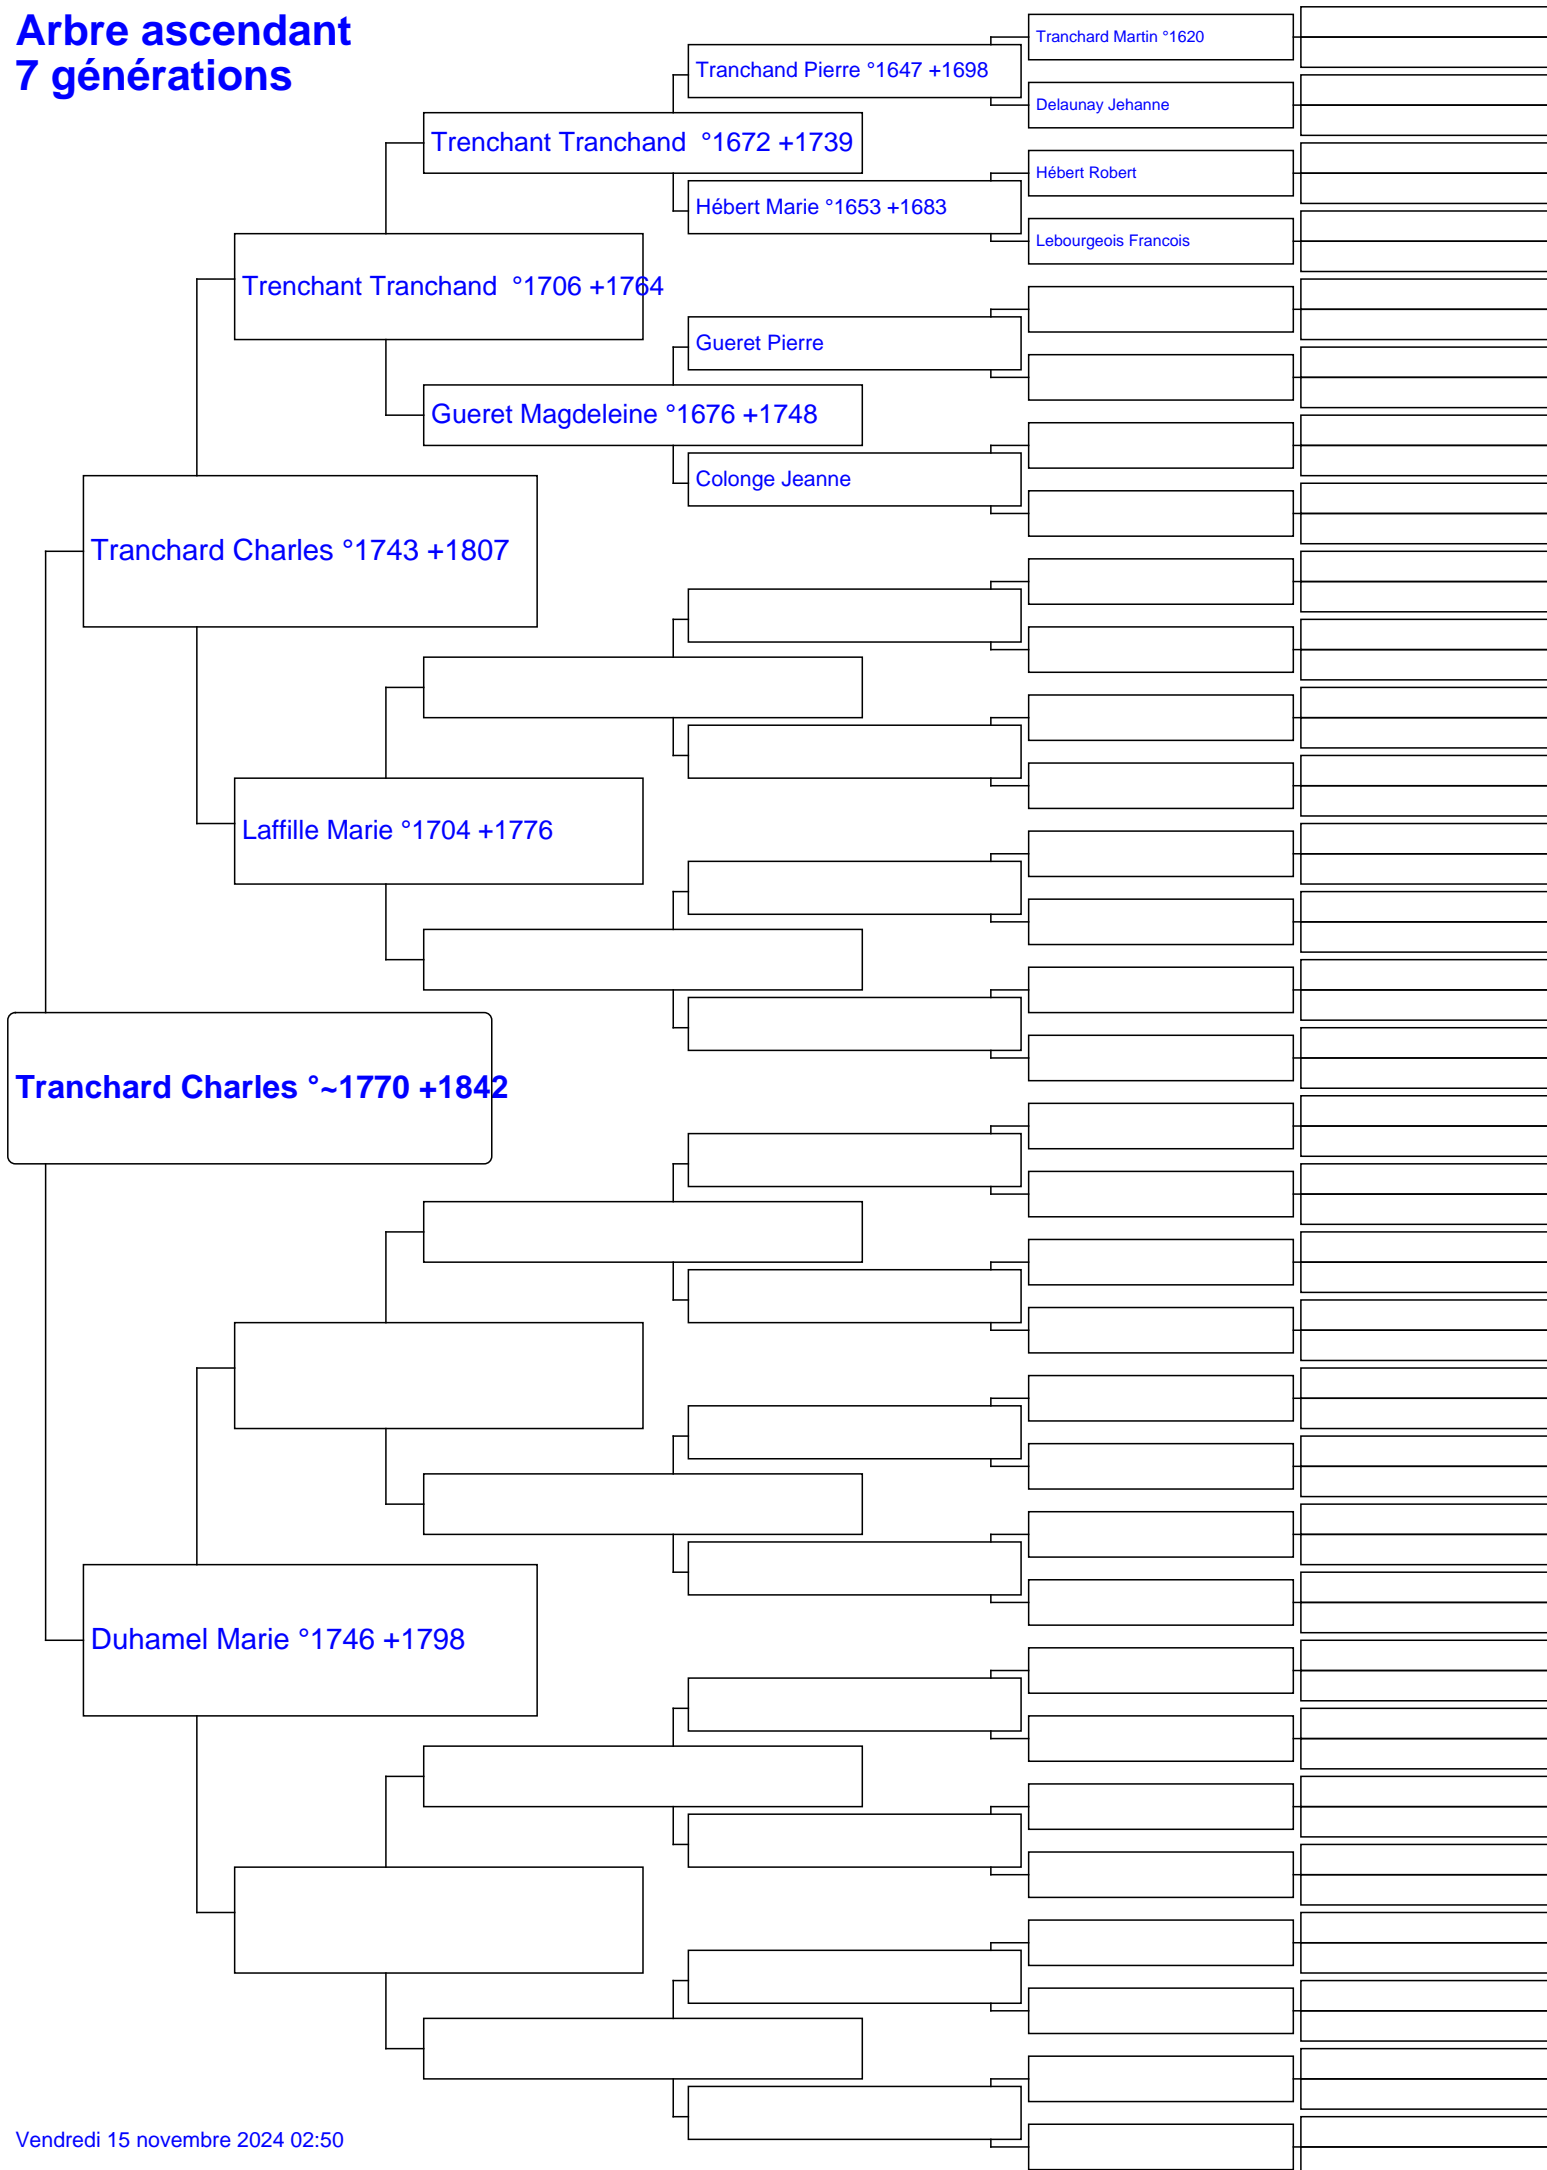 Arbre ascendant
7 générations
Tranchard Martin °1620
Tranchand Pierre °1647 +1698
Delaunay Jehanne
Trenchant Tranchand  °1672 +1739
Hébert Robert
Hébert Marie °1653 +1683
Lebourgeois Francois
Trenchant Tranchand  °1706 +1764
Gueret Pierre
Gueret Magdeleine °1676 +1748
Colonge Jeanne
Tranchard Charles °1743 +1807
Laffille Marie °1704 +1776
Tranchard Charles °~1770 +1842
Duhamel Marie °1746 +1798
Vendredi 15 novembre 2024 02:50